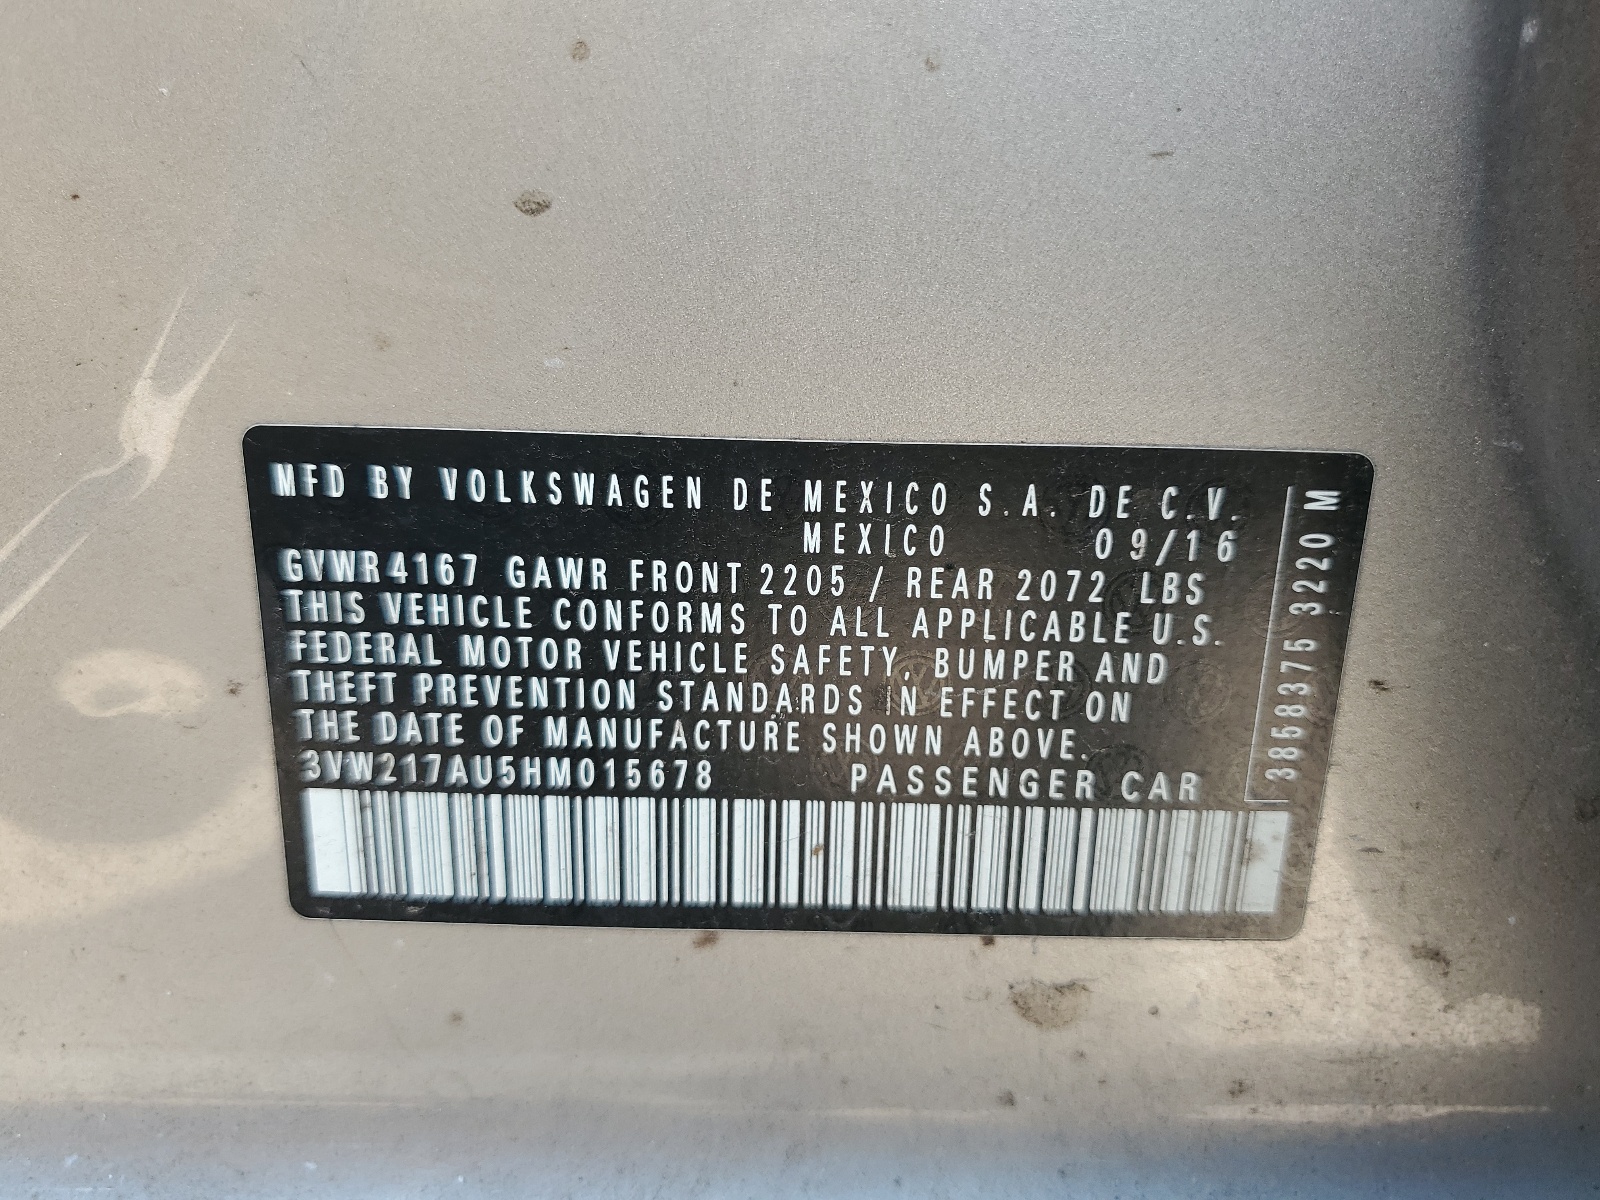 MFD BY VOLKSWAGEN DE MEXICO S.A. DE C.V.
MEXICO 09/16
GVWR 4167 GAWR FRONT 2205 / REAR 2072 LBS
THIS VEHICLE CONFORMS TO ALL APPLICABLE U.S.
FEDERAL MOTOR VEHICLE SAFETY, BUMPER AND
THEFT PREVENTION STANDARDS IN EFFECT ON
THE DATE OF MANUFACTURE SHOWN ABOVE.
3VW217AU5HM015678 PASSENGER CAR
3858375 3220 M